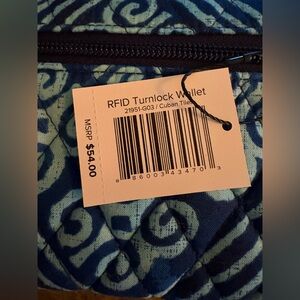 RFID Turnlock Wallet
21951-G03 / Cuban Tiles
8 86003 43470 3
MSRP $54.00